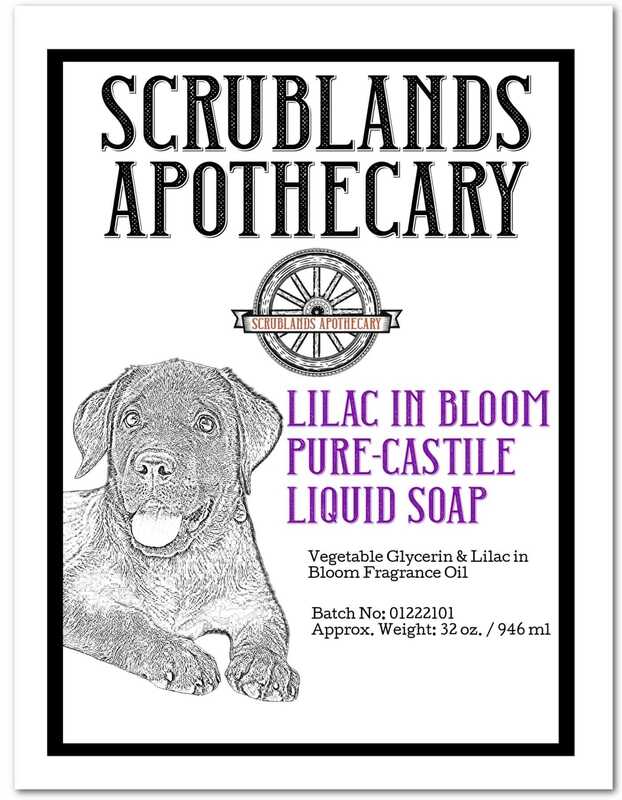 SCRUBLANDS
APOTHECARY
SCRUBLANDS APOTHECARY
LILAC IN BLOOM
PURE-CASTILE
LIQUID SOAP
Vegetable Glycerin & Lilac in
Bloom Fragrance Oil
Batch No: 01222101
Approx. Weight: 32 oz. / 946 ml